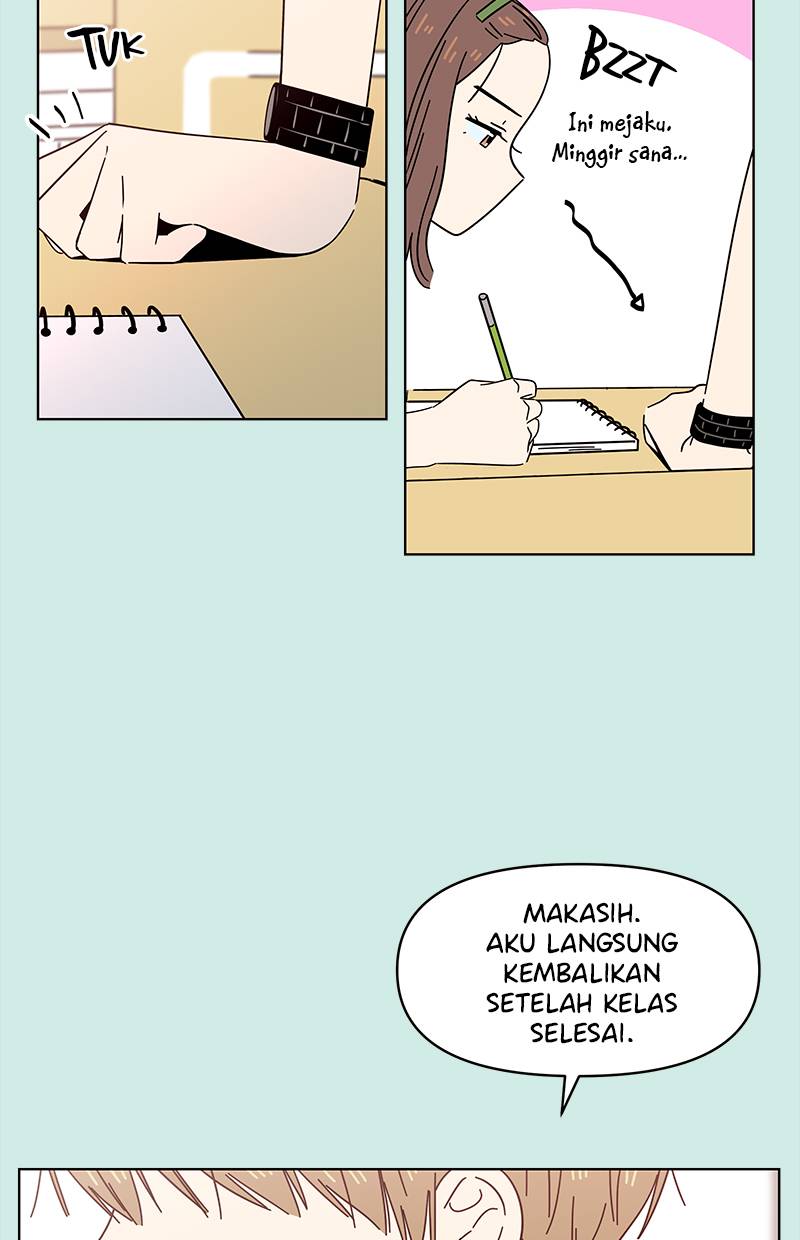 TUK
BZZT
Ini mejaku.
Minggir sana...
MAKASIH.
AKU LANGSUNG
KEMBALIKAN
SETELAH KELAS
SELESAI.